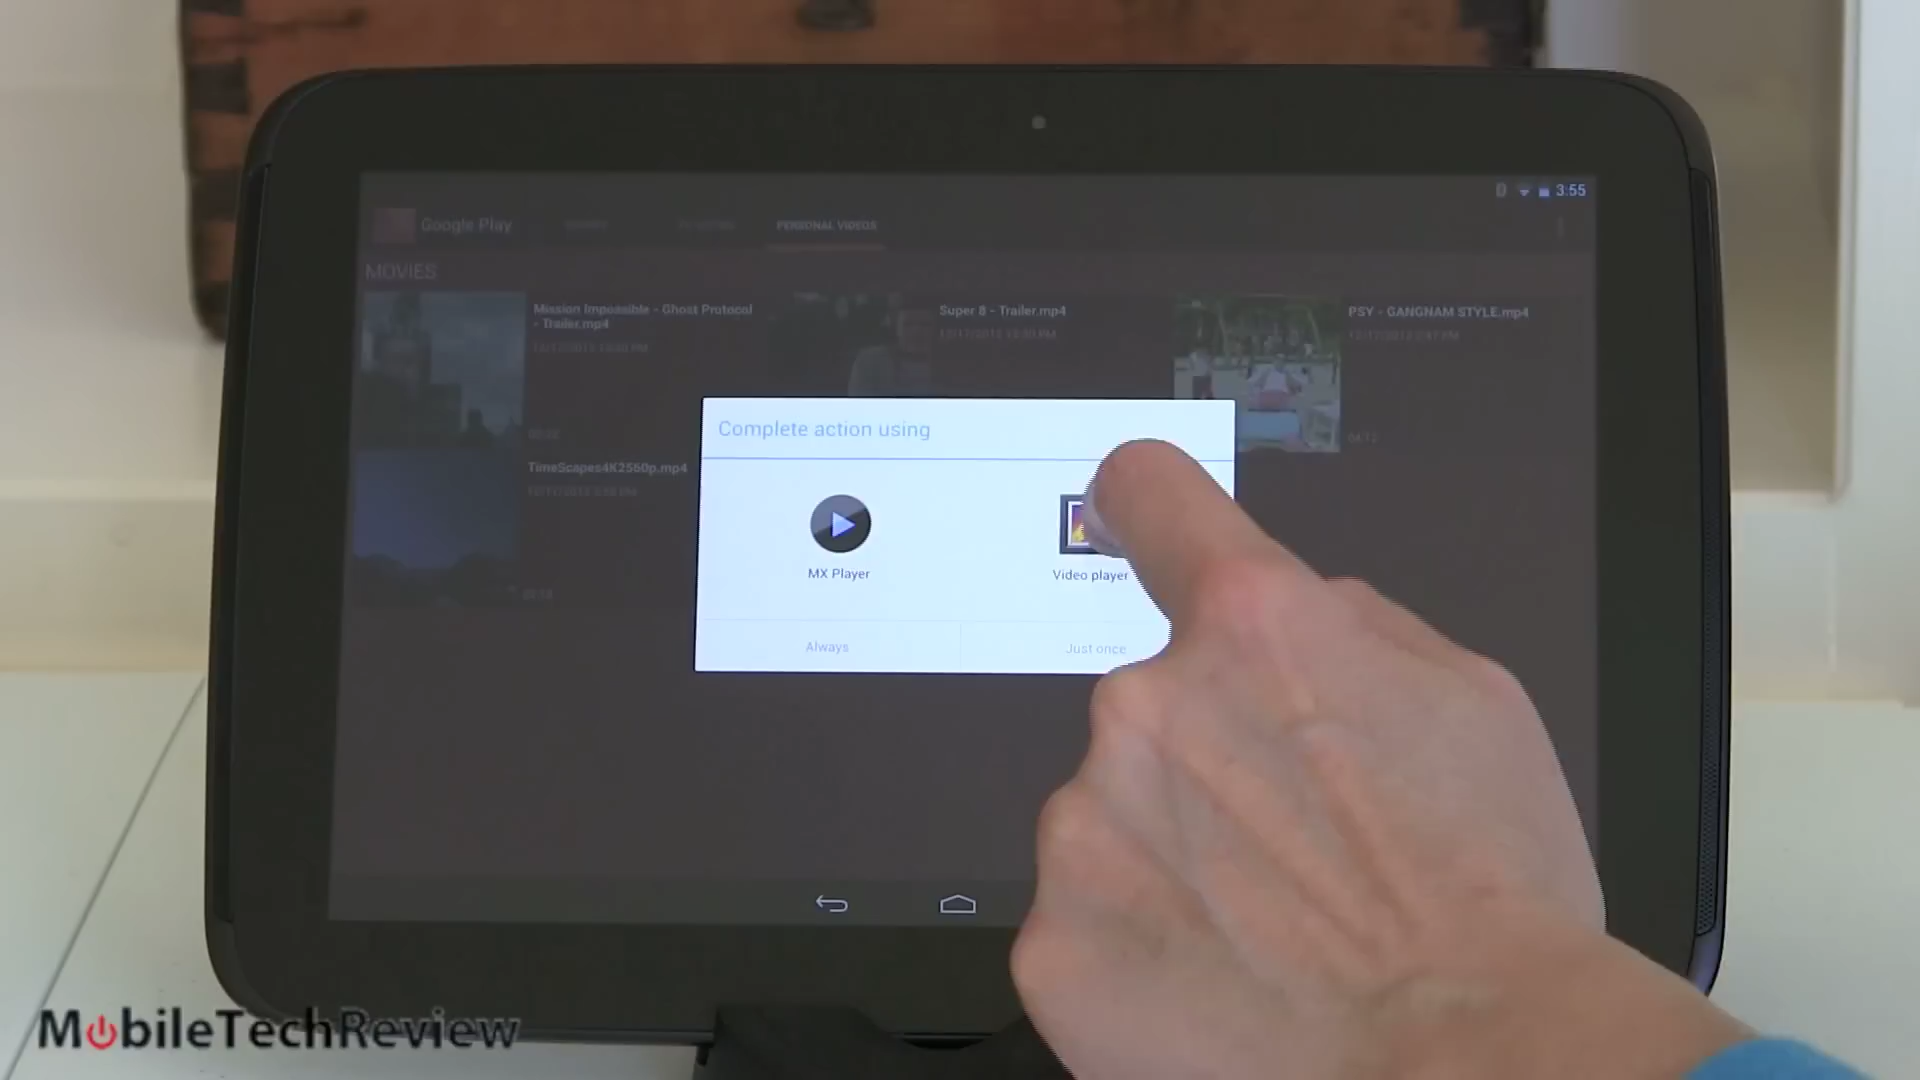 3:55
Google Play
PERSONAL VIDEOS
MOVIES
Mission Impossible - Ghost Protocol
- Trailer.mp4
Super 8 - Trailer.mp4
PSY - GANGNAM STYLE.mp4
TimeScapes4K2560p.mp4
Complete action using
MX Player
Video player
Always
Just once
MobileTechReview